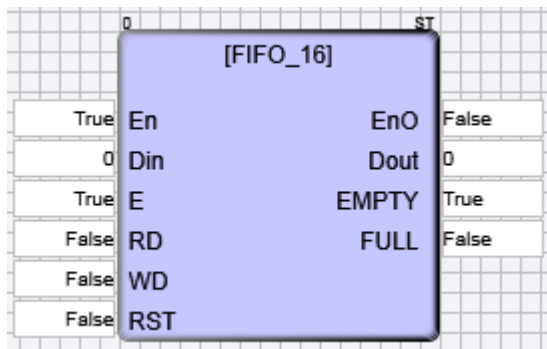 0 ST
[FIFO_16]
True En EnO False
0 Din Dout 0
True E EMPTY True
False RD FULL False
False WD
False RST